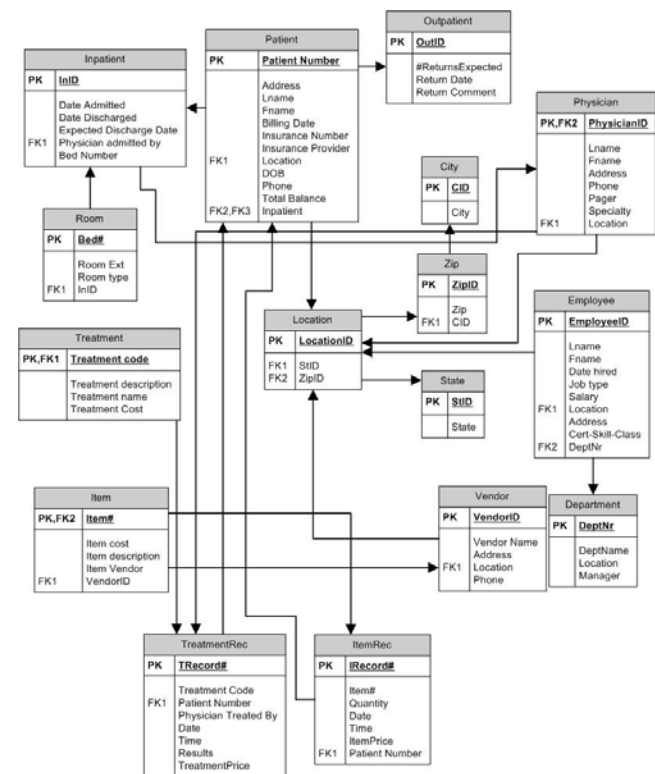 Outpatient
PK OutID
#ReturnsExpected
Return Date
Return Comment
Patient
PK Patient Number
Address
Lname
Fname
Billing Date
Insurance Number
Insurance Provider
FK1 Location
DOB
Phone
Total Balance
FK2,FK3 Inpatient
Inpatient
PK InID
Date Admitted
Date Discharged
Expected Discharge Date
FK1 Physician admitted by
Bed Number
Physician
PK,FK2 PhysicianID
Lname
Fname
Address
Phone
Pager
Specialty
FK1 Location
City
PK CID
City
Room
PK Bed#
Room Ext
Room type
FK1 InID
Zip
PK ZipID
Zip
FK1 CID
Location
PK LocationID
FK1 StID
FK2 ZipID
Employee
PK EmployeeID
Lname
Fname
Date hired
Job type
Salary
FK1 Location
Address
Cert-Skill-Class
FK2 DeptNr
Treatment
PK,FK1 Treatment code
Treatment description
Treatment name
Treatment Cost
State
PK StID
State
Item
PK,FK2 Item#
Item cost
Item description
Item Vendor
FK1 VendorID
Vendor
PK VendorID
Vendor Name
Address
FK1 Location
Phone
Department
PK DeptNr
DeptName
Location
Manager
TreatmentRec
PK TRecord#
Treatment Code
FK1 Patient Number
Physician Treated By
Date
Time
Results
TreatmentPrice
ItemRec
PK IRecord#
Item#
Quantity
Date
Time
ItemPrice
FK1 Patient Number